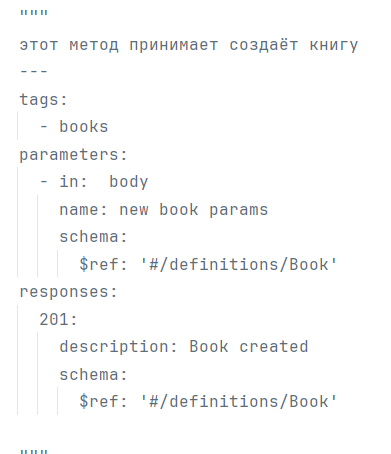 """
этот метод принимает создаёт книгу
---
tags:
  - books
parameters:
  - in:  body
    name: new book params
    schema:
      $ref: '#/definitions/Book'
responses:
  201:
    description: Book created
    schema:
      $ref: '#/definitions/Book'

"""